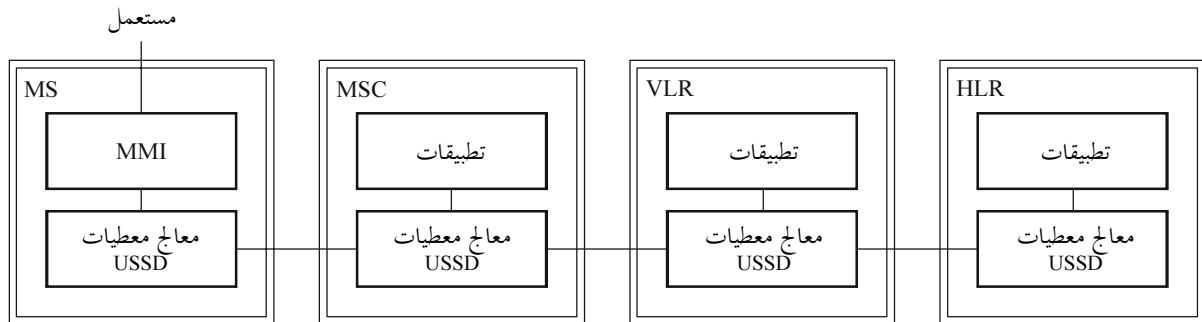 مستعمل
MS
MSC
VLR
HLR
MMI
تطبيقات
تطبيقات
تطبيقات
معالج معطيات
USSD
معالج معطيات
USSD
معالج معطيات
USSD
معالج معطيات
USSD